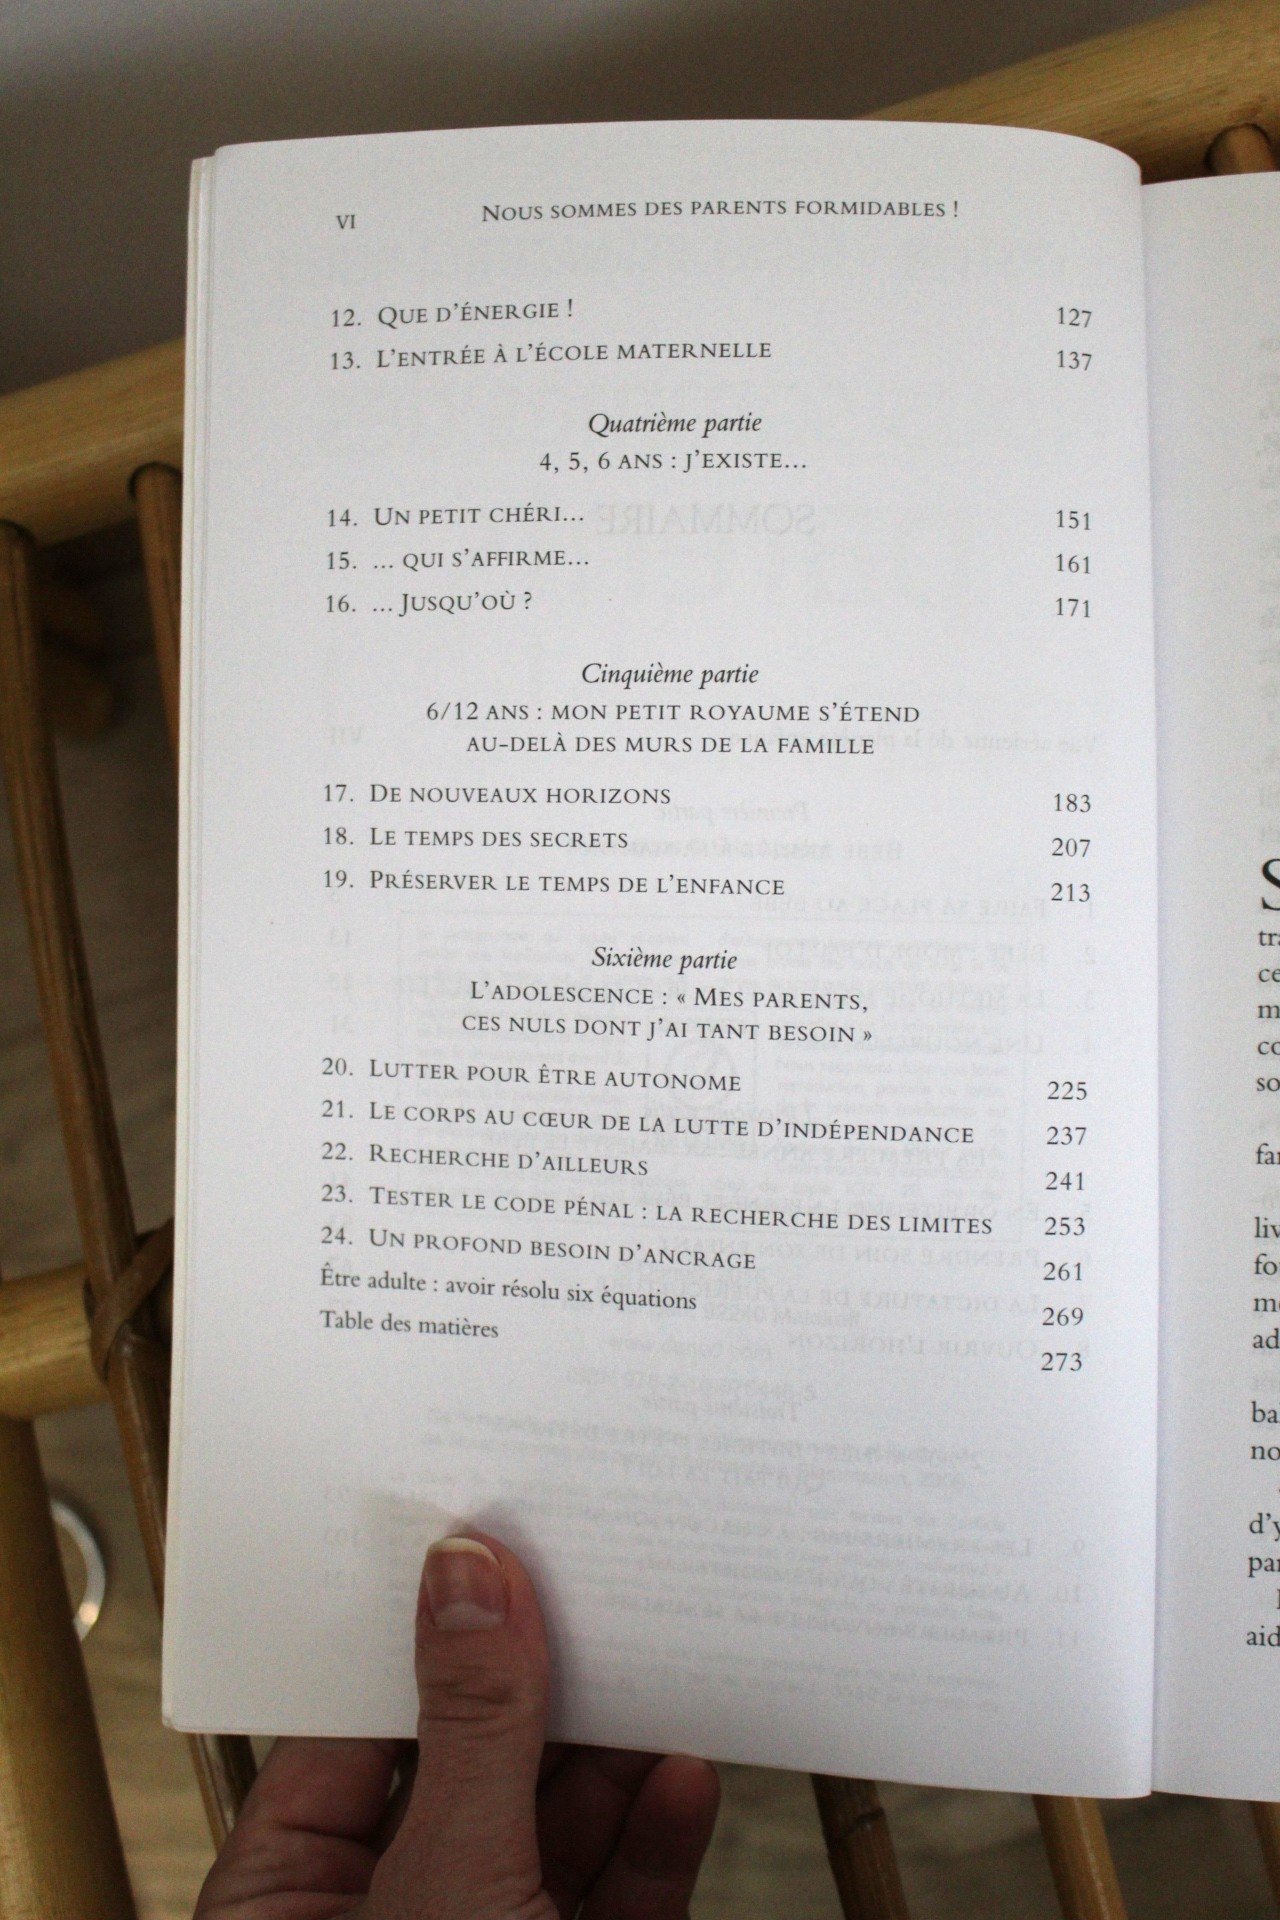 VI NOUS SOMMES DES PARENTS FORMIDABLES !
12. QUE D'ÉNERGIE ! 127
13. L'ENTRÉE À L'ÉCOLE MATERNELLE 137
Quatrième partie
4, 5, 6 ANS : J'EXISTE...
14. UN PETIT CHÉRI... 151
15. ... QUI S'AFFIRME... 161
16. ... JUSQU'OÙ ? 171
Cinquième partie
6/12 ANS : MON PETIT ROYAUME S'ÉTEND
AU-DELÀ DES MURS DE LA FAMILLE
17. DE NOUVEAUX HORIZONS 183
18. LE TEMPS DES SECRETS 207
19. PRÉSERVER LE TEMPS DE L'ENFANCE 213
Sixième partie
L'ADOLESCENCE : « MES PARENTS,
CES NULS DONT J'AI TANT BESOIN »
20. LUTTER POUR ÊTRE AUTONOME 225
21. LE CORPS AU CŒUR DE LA LUTTE D'INDÉPENDANCE 237
22. RECHERCHE D'AILLEURS 241
23. TESTER LE CODE PÉNAL : LA RECHERCHE DES LIMITES 253
24. UN PROFOND BESOIN D'ANCRAGE 261
Être adulte : avoir résolu six équations 269
Table des matières 273